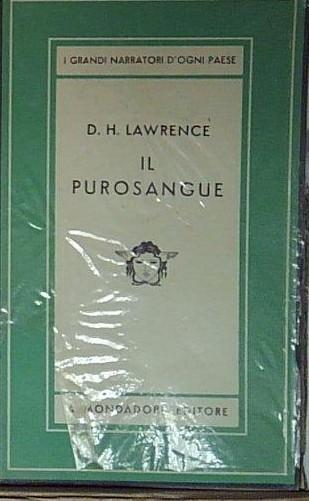 I GRANDI NARRATORI D'OGNI PAESE
D. H. LAWRENCE
IL
PUROSANGUE
A. MONDADORI EDITORE